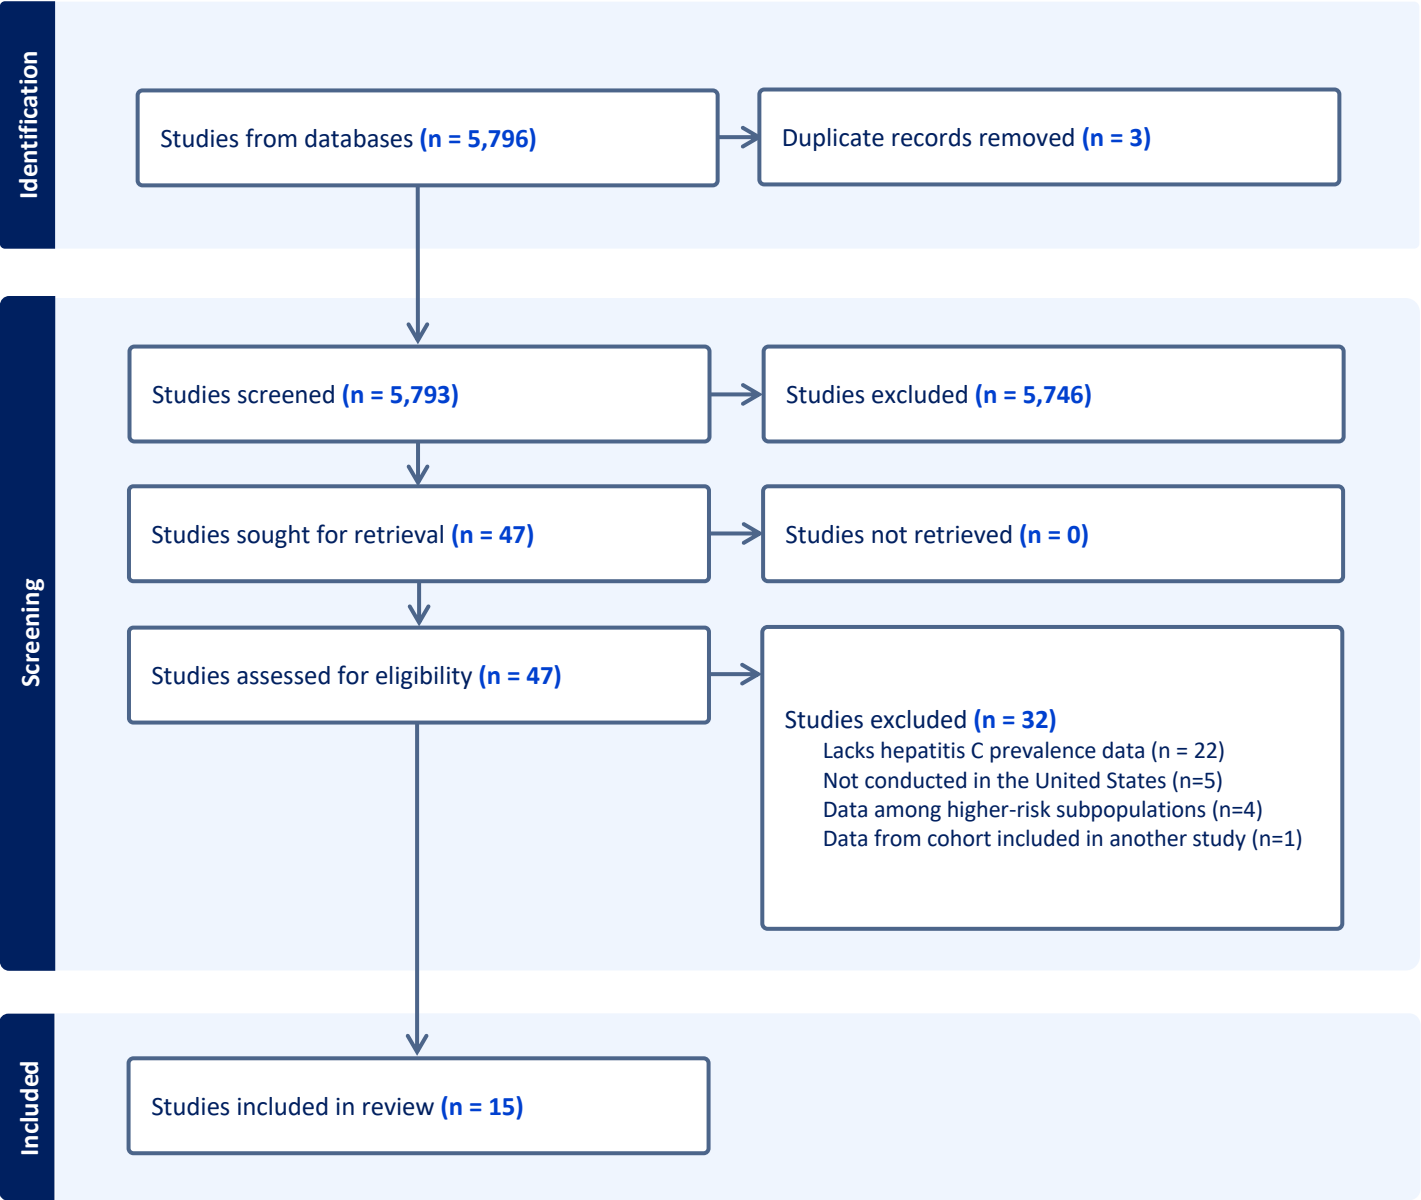 Identification
Studies from databases (n = 5,796)
Duplicate records removed (n = 3)
Screening
Studies screened (n = 5,793)
Studies excluded (n = 5,746)
Studies sought for retrieval (n = 47)
Studies not retrieved (n = 0)
Studies assessed for eligibility (n = 47)
Studies excluded (n = 32)
Lacks hepatitis C prevalence data (n = 22)
Not conducted in the United States (n=5)
Data among higher-risk subpopulations (n=4)
Data from cohort included in another study (n=1)
Included
Studies included in review (n = 15)